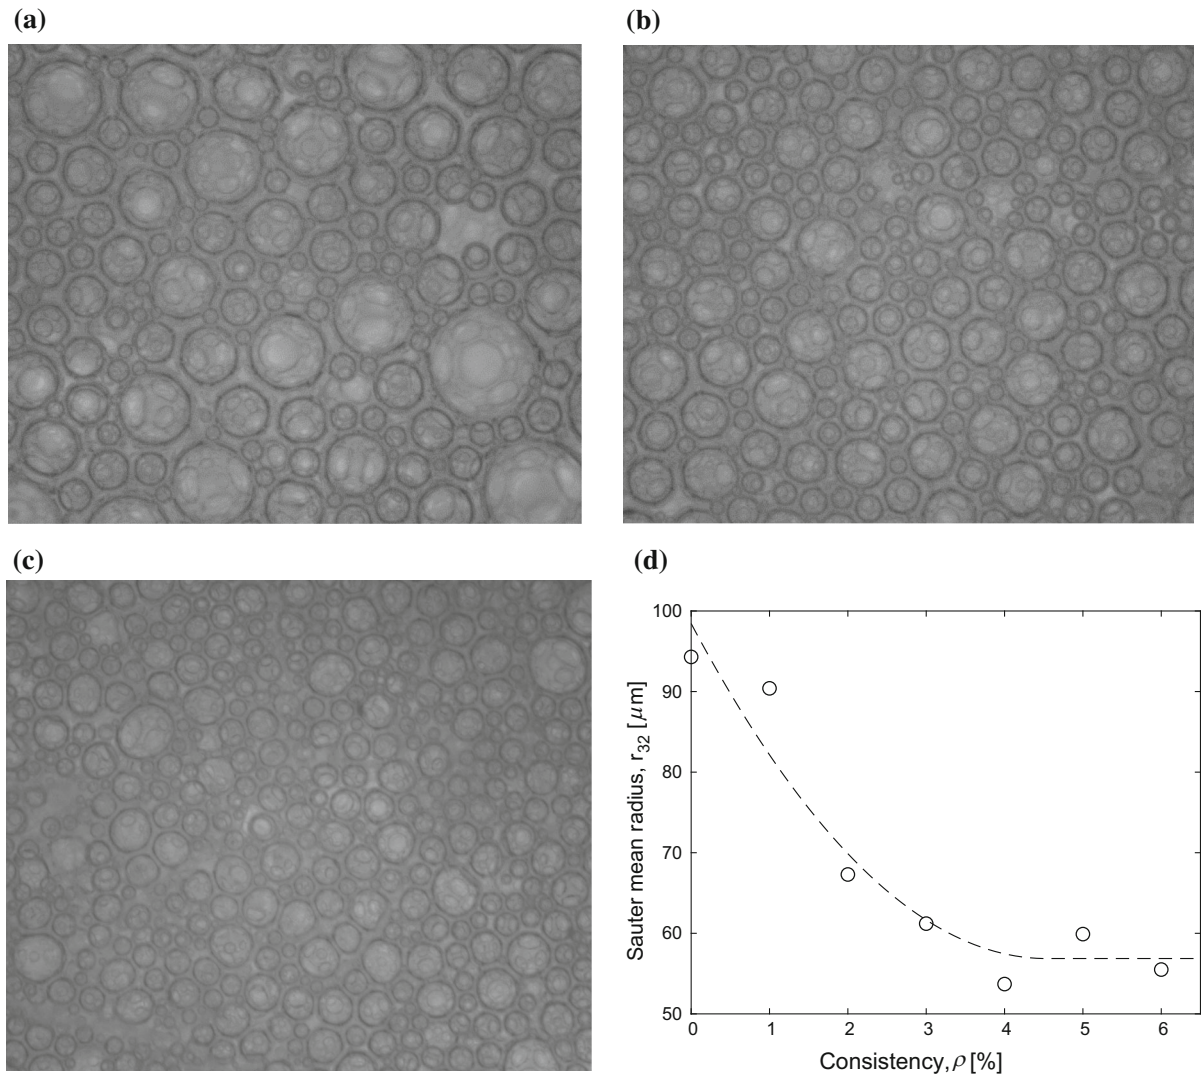 (a)
(b)
(c)
(d)
100
90
80
70
60
50
Sauter mean radius, r32 [μm]
0 1 2 3 4 5 6
Consistency, ρ [%]